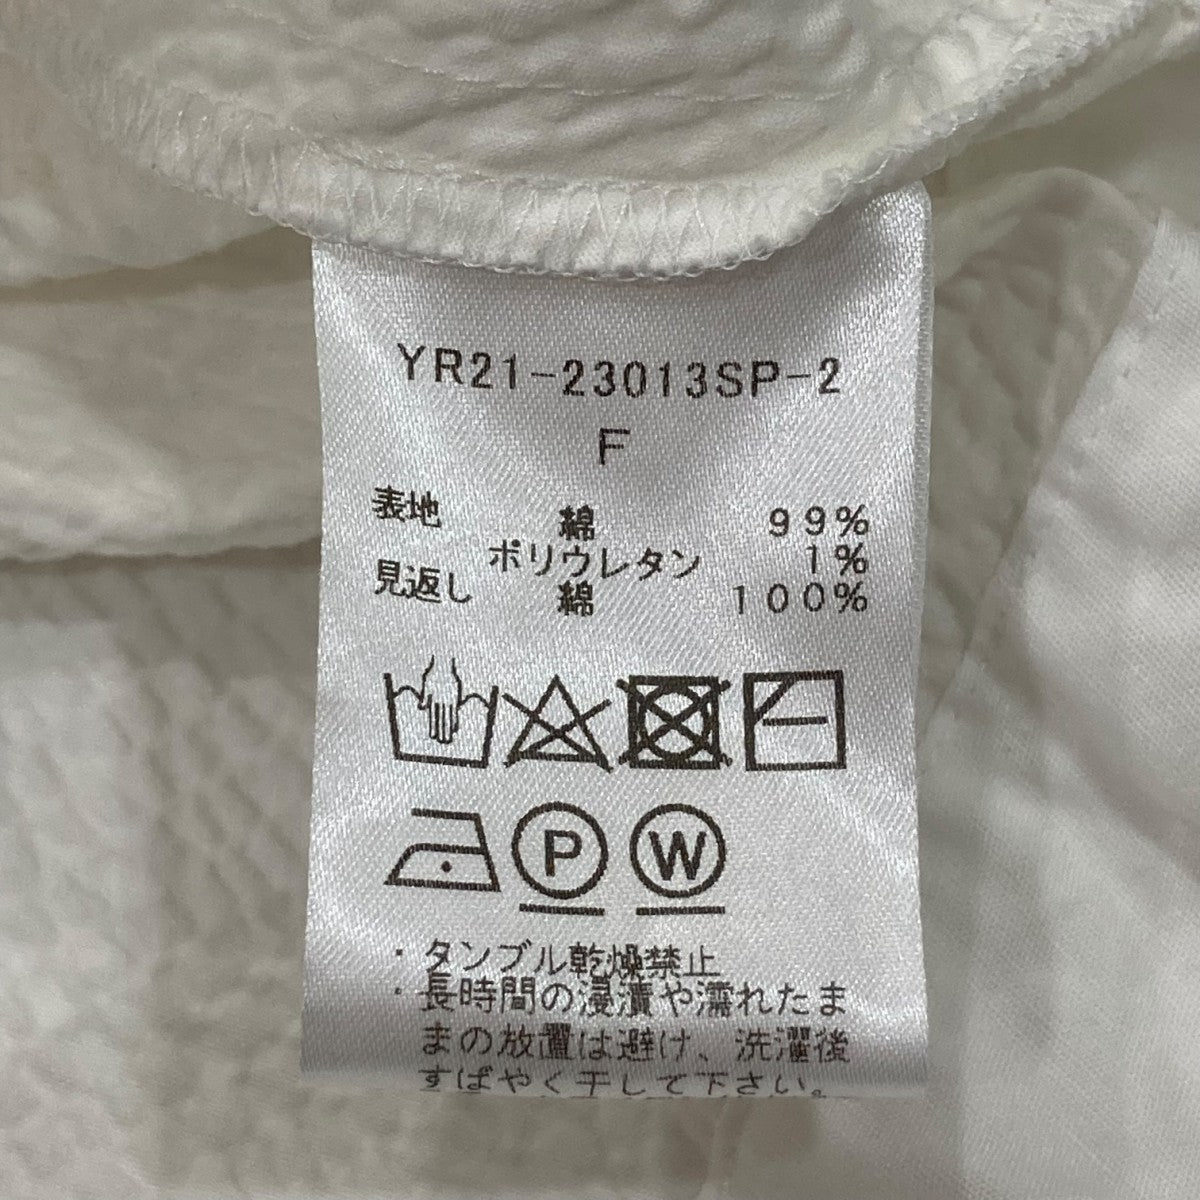 YR21-23013SP-2
F
表地 綿 99%
ポリウレタン 1%
見返し 綿 100%
P W
・タンブル乾燥禁止
・長時間の浸漬や濡れたま
まの放置は避け、洗濯後
すばやく干して下さい。